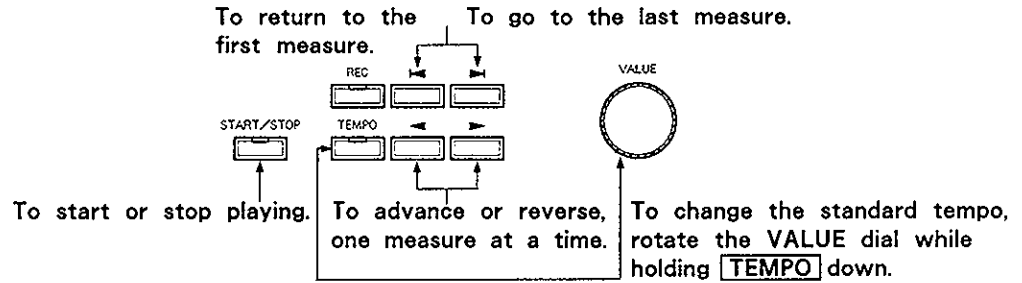 To return to the
first measure.
To go to the last measure.
REC
VALUE
START/STOP
TEMPO
To start or stop playing.
To advance or reverse,
one measure at a time.
To change the standard tempo,
rotate the VALUE dial while
holding TEMPO down.